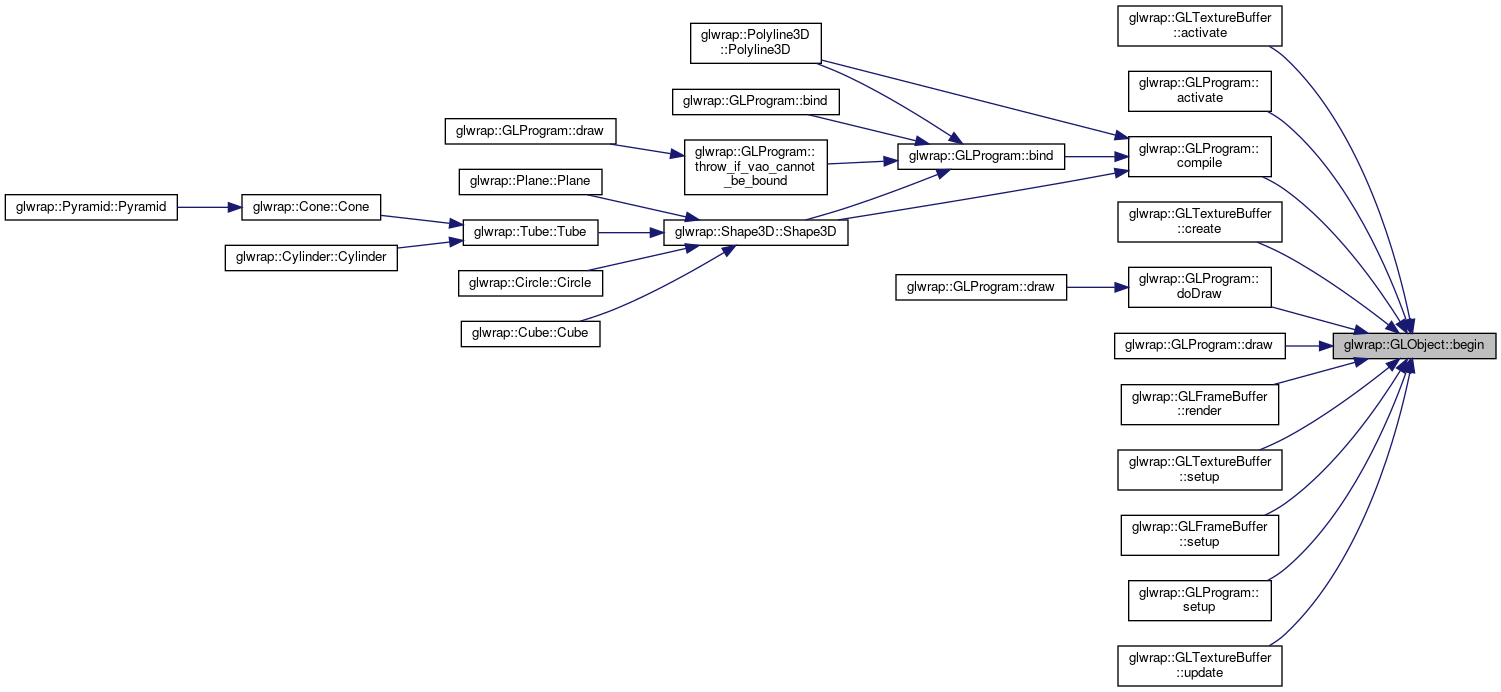 glwrap::GLTextureBuffer
::activate
glwrap::Polyline3D
::Polyline3D
glwrap::GLProgram::
activate
glwrap::GLProgram::bind
glwrap::GLProgram::draw
glwrap::GLProgram::
compile
glwrap::GLProgram::
throw_if_vao_cannot
_be_bound
glwrap::GLProgram::bind
glwrap::Plane::Plane
glwrap::Pyramid::Pyramid
glwrap::Cone::Cone
glwrap::GLTextureBuffer
::create
glwrap::Tube::Tube
glwrap::Shape3D::Shape3D
glwrap::Cylinder::Cylinder
glwrap::Circle::Circle
glwrap::GLProgram::draw
glwrap::GLProgram::
doDraw
glwrap::Cube::Cube
glwrap::GLProgram::draw
glwrap::GLObject::begin
glwrap::GLFrameBuffer
::render
glwrap::GLTextureBuffer
::setup
glwrap::GLFrameBuffer
::setup
glwrap::GLProgram::
setup
glwrap::GLTextureBuffer
::update